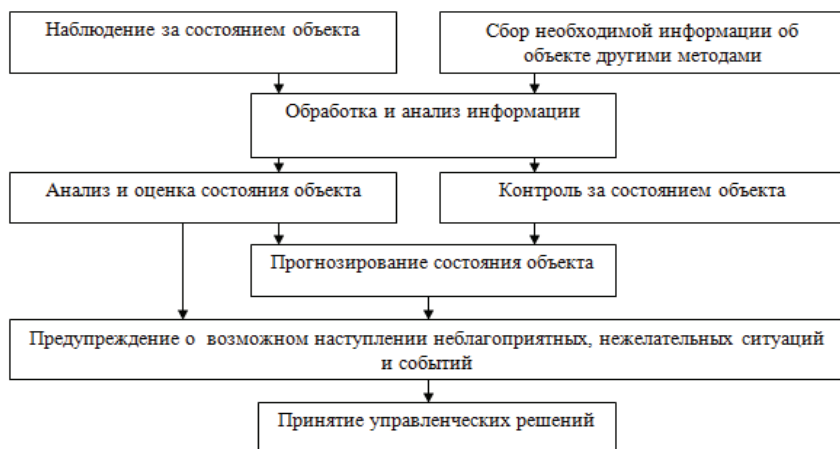 Наблюдение за состоянием объекта
Сбор необходимой информации об
объекте другими методами
Обработка и анализ информации
Анализ и оценка состояния объекта
Контроль за состоянием объекта
Прогнозирование состояния объекта
Предупреждение о возможном наступлении неблагоприятных, нежелательных ситуаций
и событий
Принятие управленческих решений